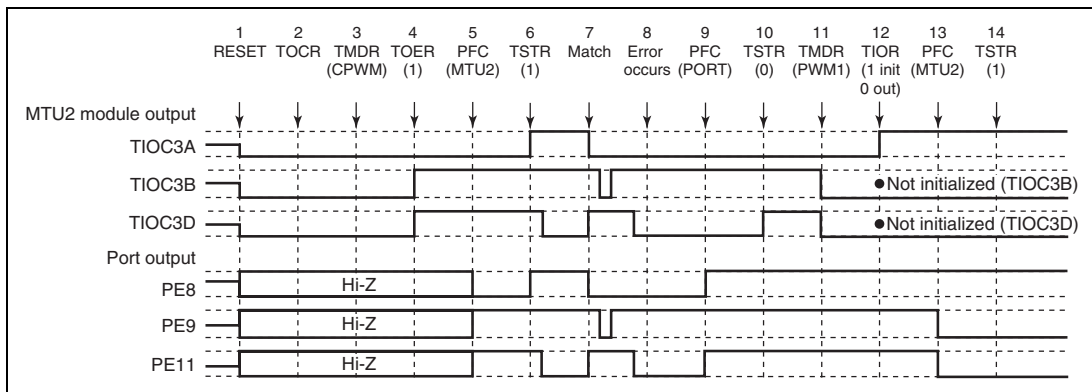 1 2 3 4 5 6 7 8 9 10 11 12 13 14
RESET TOCR TMDR TOER PFC TSTR Match Error PFC TSTR TMDR TIOR PFC TSTR
(CPWM) (1) (MTU2) (1) occurs (PORT) (0) (PWM1) (1 init (MTU2) (1)
0 out)
MTU2 module output
TIOC3A
TIOC3B ●Not initialized (TIOC3B)
TIOC3D ●Not initialized (TIOC3D)
Port output
PE8 Hi-Z
PE9 Hi-Z
PE11 Hi-Z